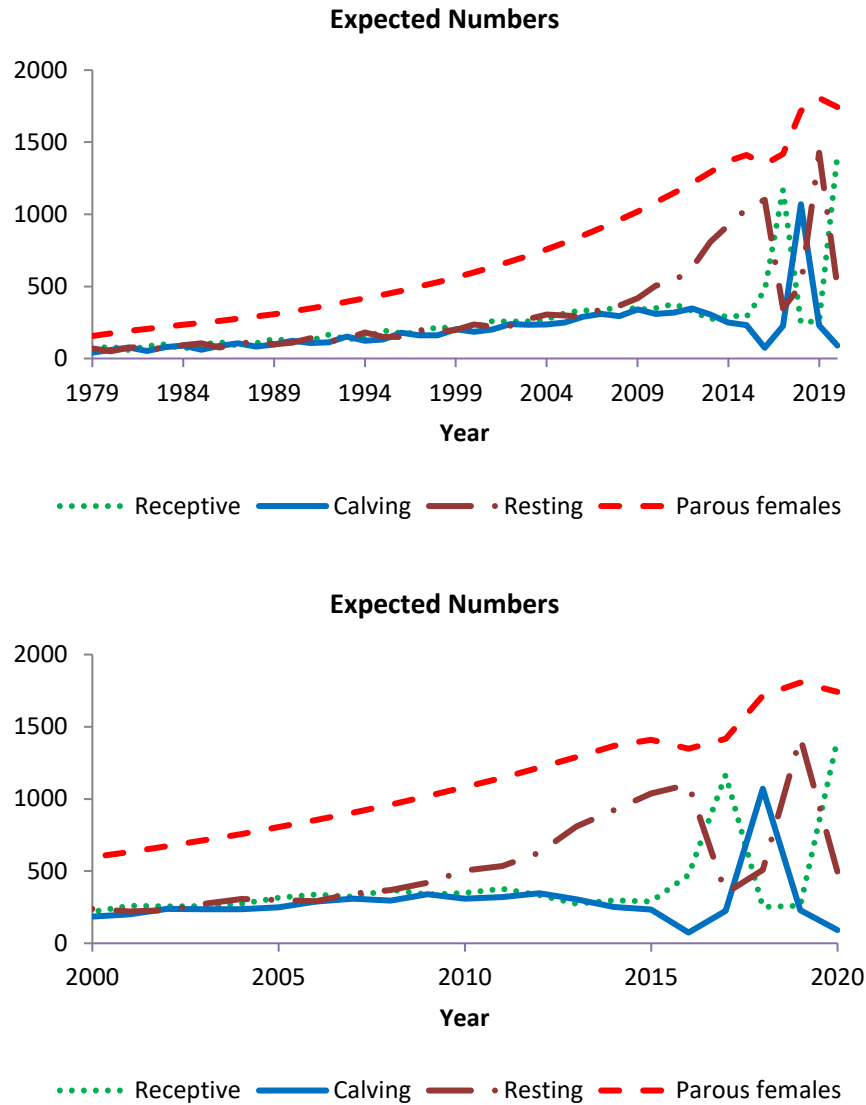 Expected Numbers
2000
1500
1000
500
0
1979 1984 1989 1994 1999 2004 2009 2014 2019
Year
Receptive Calving Resting Parous females
Expected Numbers
2000
1500
1000
500
0
2000 2005 2010 2015 2020
Year
Receptive Calving Resting Parous females